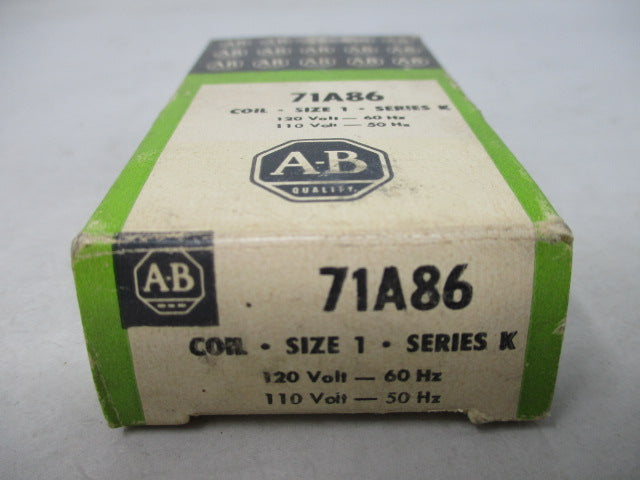 A-B A-B A-B A-B A-B
A-B A-B A-B A-B A-B
A-B A-B A-B A-B A-B
71A86
COIL · SIZE 1 · SERIES K
120 Volt — 60 Hz
110 Volt — 50 Hz
A-B
QUALITY
A-B
71A86
COIL · SIZE 1 · SERIES K
120 Volt — 60 Hz
110 Volt — 50 Hz